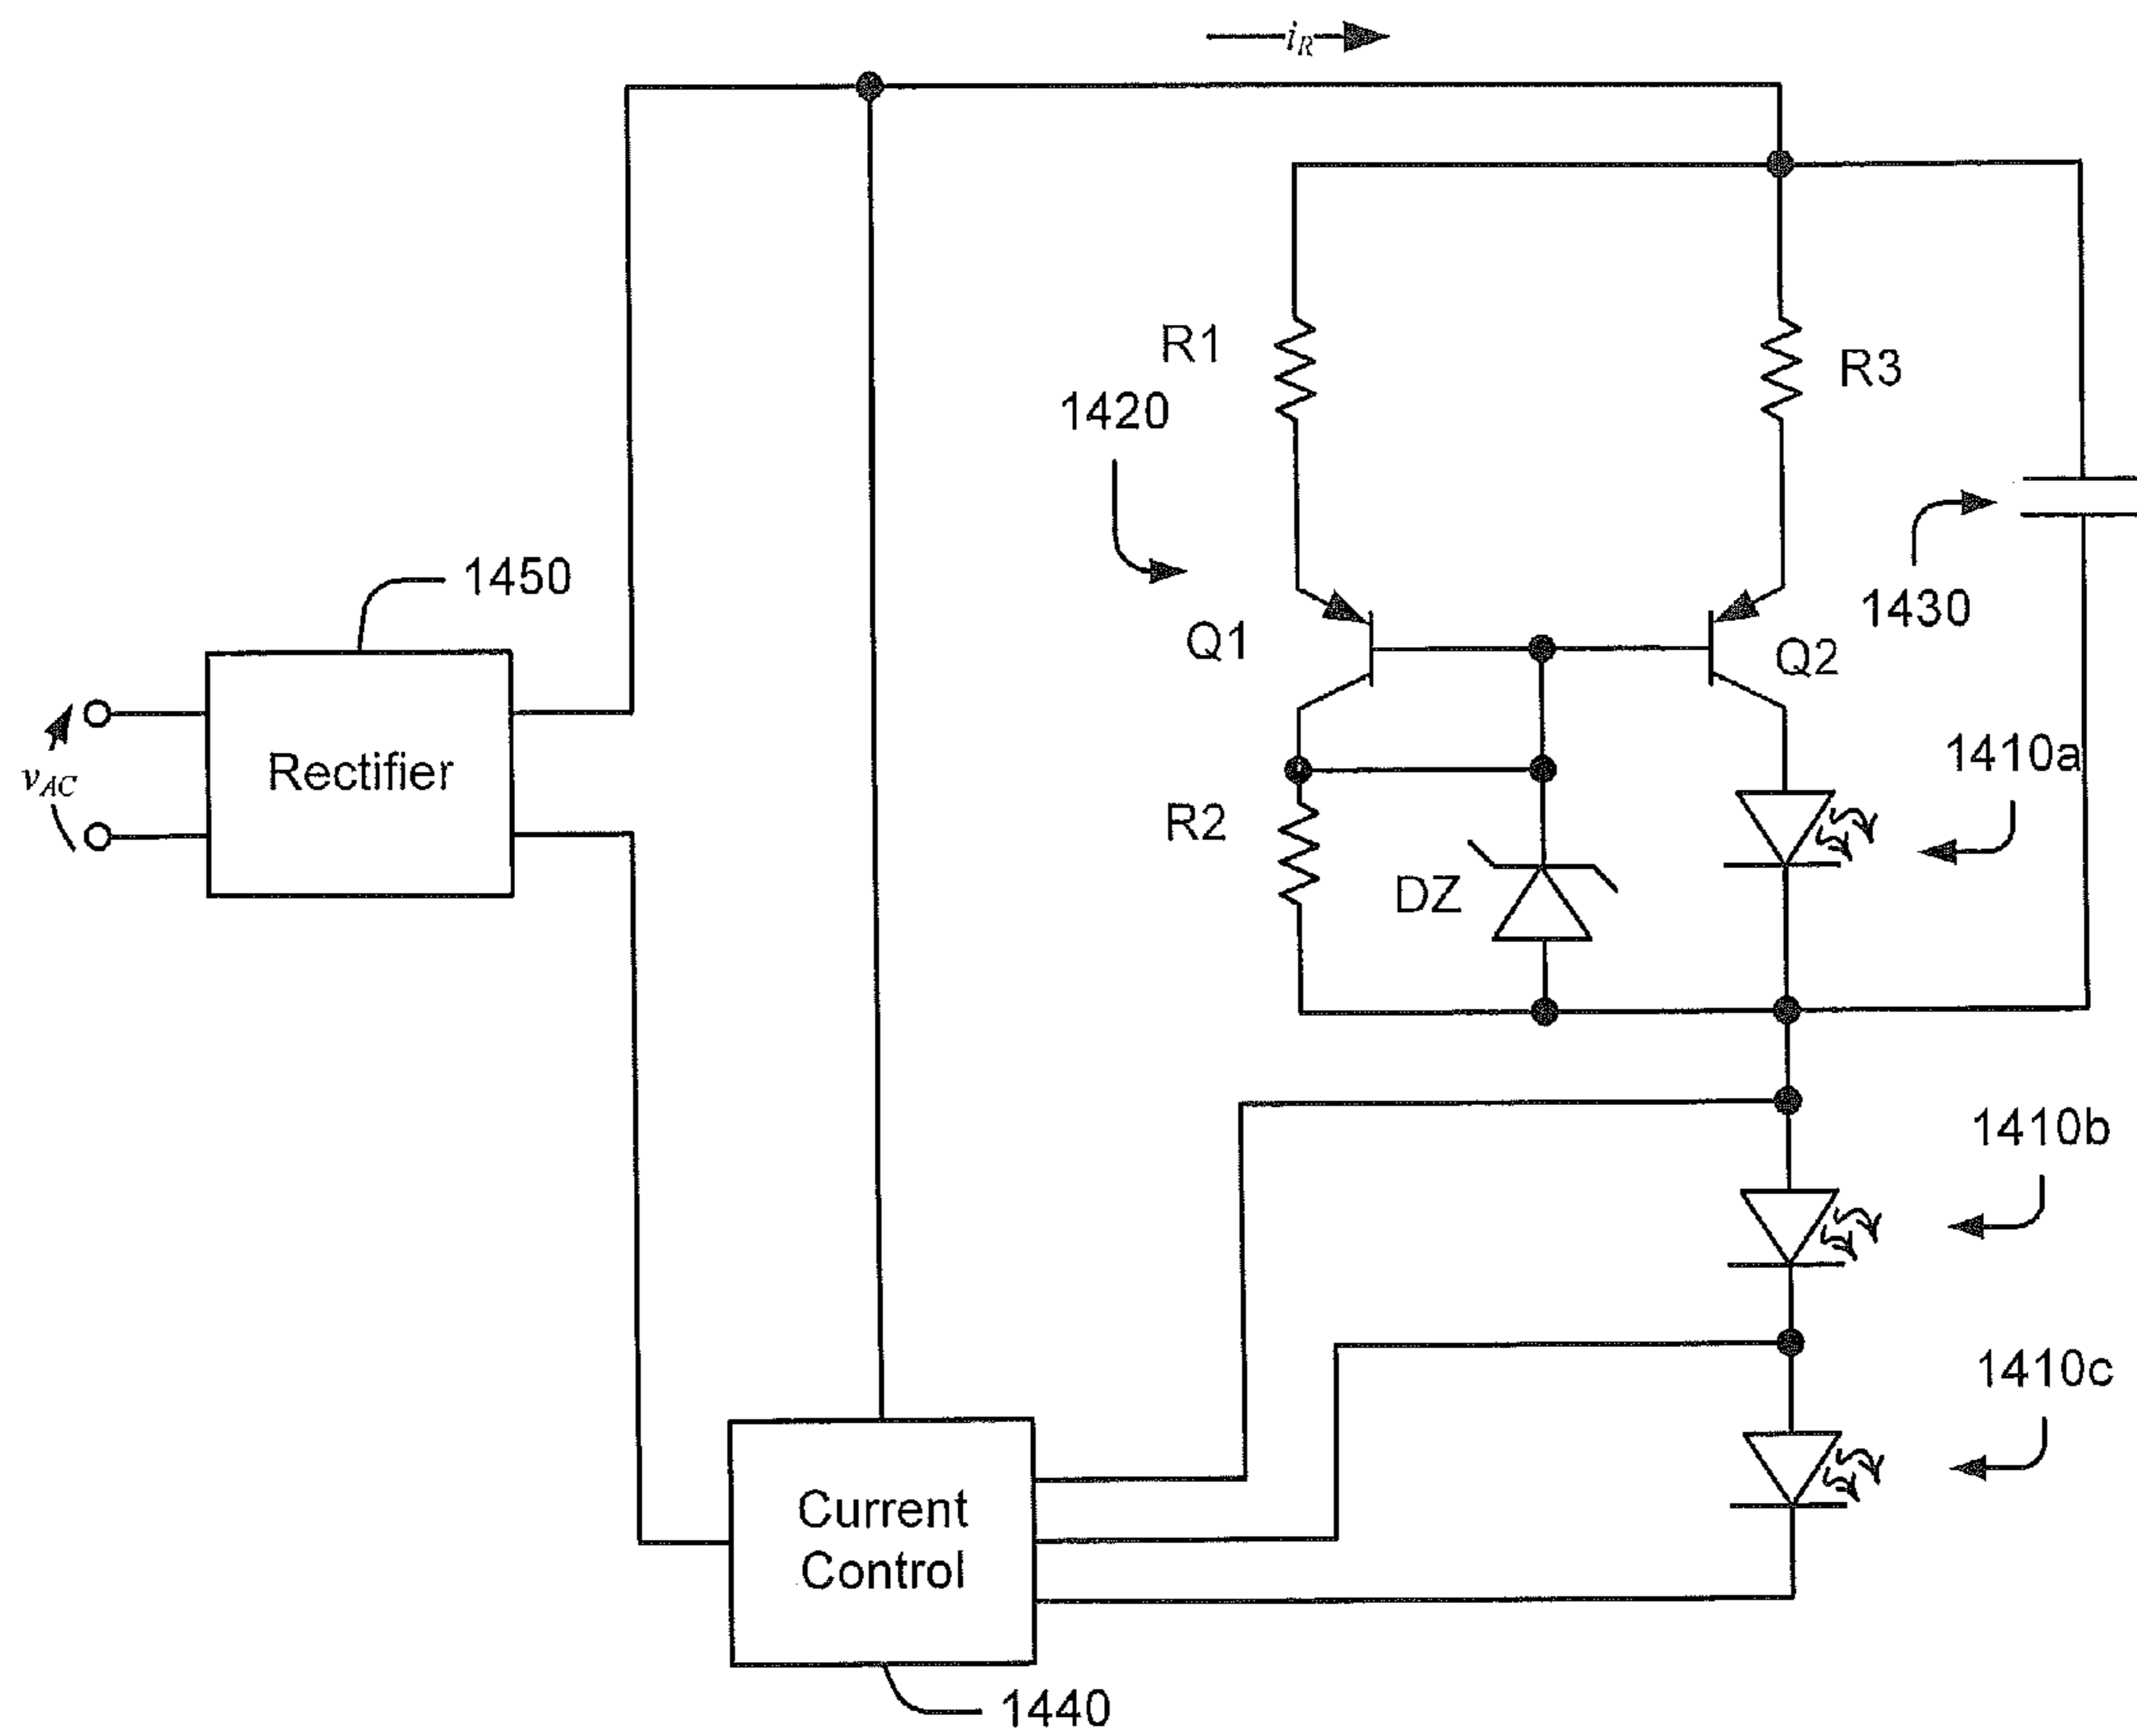 iR
R1
R3
1420
1450
1430
Q1
Q2
vAC
Rectifier
1410a
R2
DZ
1410b
1410c
Current
Control
1440